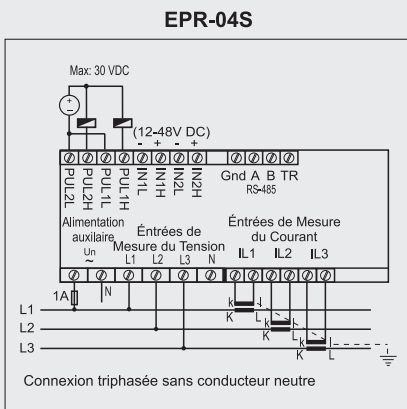 EPR-04S
Max: 30 VDC
+
-
(12-48V DC)
- + - +
PUL2L PUL2H PUL1L PUL1H IN1L IN1H IN2L IN2H Gnd A B TR
RS-485
Alimentation auxilaire
Un
~
Entrées de Mesure du Tension
L1 L2 L3 N
Entrées de Mesure du Courant
IL1 IL2 IL3
1A N
L1
k l
K L
L2
k l
K L
L3
k l
K L
Connexion triphasée sans conducteur neutre